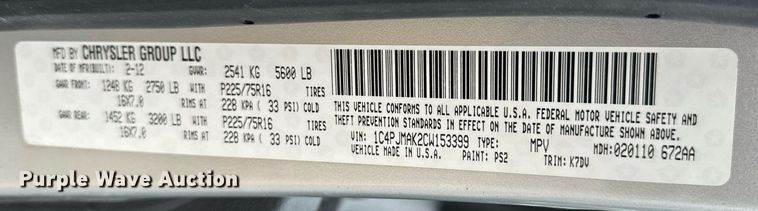 MFD BY CHRYSLER GROUP LLC
DATE OF MFR(BUILT): 2-12 GVWR: 2541 KG 5600 LB
GAWR FRONT: 1248 KG 2750 LB WITH P225/75R16 TIRES
16X7.0 RIMS AT 228 KPA ( 33 PSI) COLD
GAWR REAR: 1452 KG 3200 LB WITH P225/75R16 TIRES
16X7.0 RIMS AT 228 KPA ( 33 PSI) COLD
THIS VEHICLE CONFORMS TO ALL APPLICABLE U.S.A. FEDERAL MOTOR VEHICLE SAFETY AND
THEFT PREVENTION STANDARDS IN EFFECT ON THE DATE OF MANUFACTURE SHOWN ABOVE.
VIN: 1C4PJMAK2CW153399 TYPE: MPV MDH: 020110 672AA
VEHICLE MADE IN U.S.A. PAINT: PS2 TRIM: K7DV
Purple Wave Auction